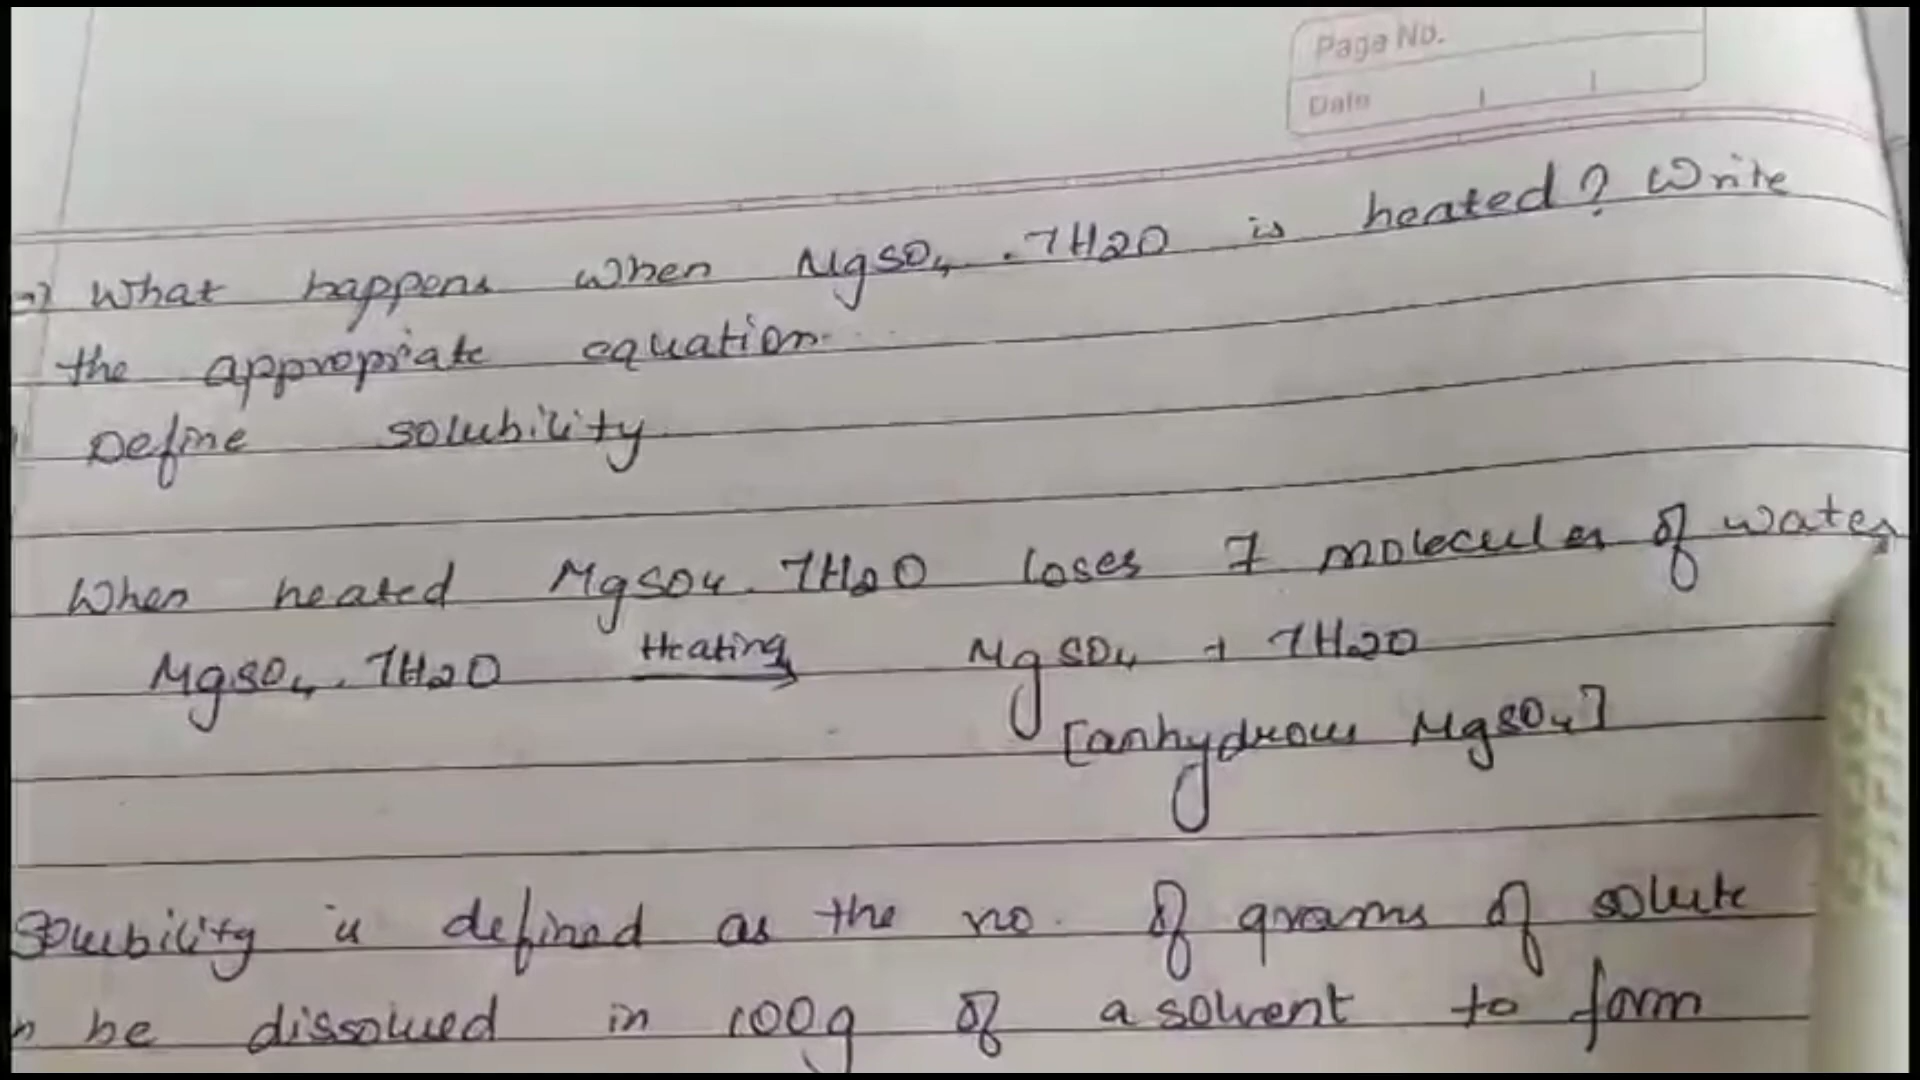 Page No.
Date
a) What happens when MgSO4 . 7H2O is heated? Write
the appropriate equation.
Define solubility
When heated MgSO4. 7H2O loses 7 molecules of water
MgSO4. 7H2O Heating → MgSO4 + 7H2O
[anhydrous MgSO4]
Solubility is defined as the no. of grams of solute
be dissolved in 100g of a solvent to form